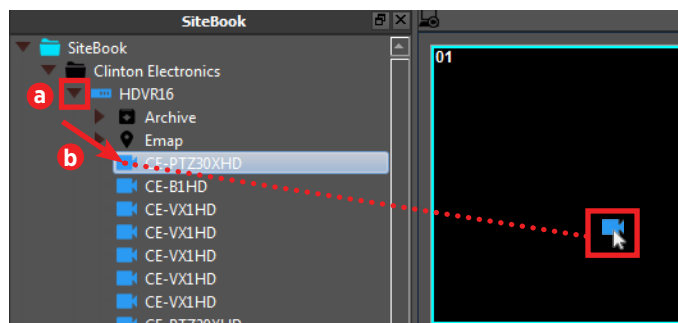 SiteBook
SiteBook
01
Clinton Electronics
a
HDVR16
Archive
Emap
b
CE-PTZ30XHD
CE-B1HD
CE-VX1HD
CE-VX1HD
CE-VX1HD
CE-VX1HD
CE-VX1HD